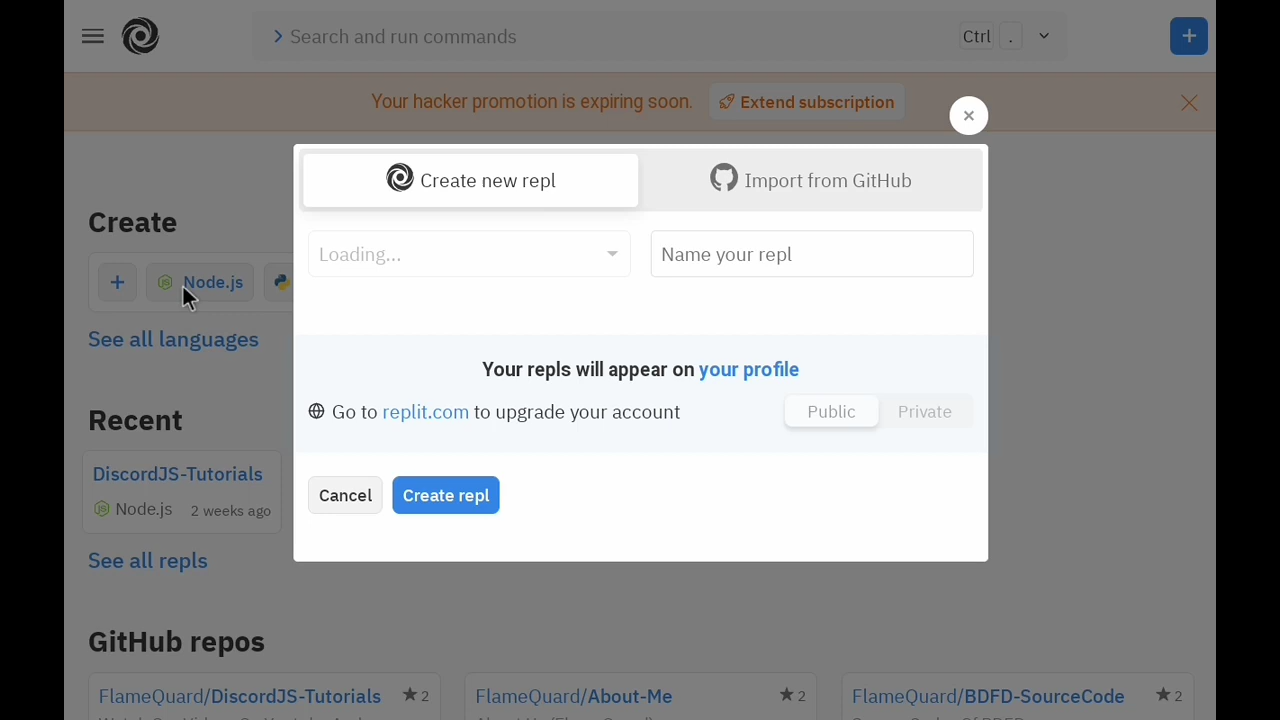 Search and run commands
Ctrl
.
Your hacker promotion is expiring soon.
Extend subscription
Create new repl
Import from GitHub
Create
Loading...
Name your repl
Node.js
See all languages
Your repls will appear on your profile
Go to replit.com to upgrade your account
Public
Private
Recent
DiscordJS-Tutorials
Node.js
2 weeks ago
Cancel
Create repl
See all repls
GitHub repos
FlameQuard/DiscordJS-Tutorials
2
FlameQuard/About-Me
2
FlameQuard/BDFD-SourceCode
2